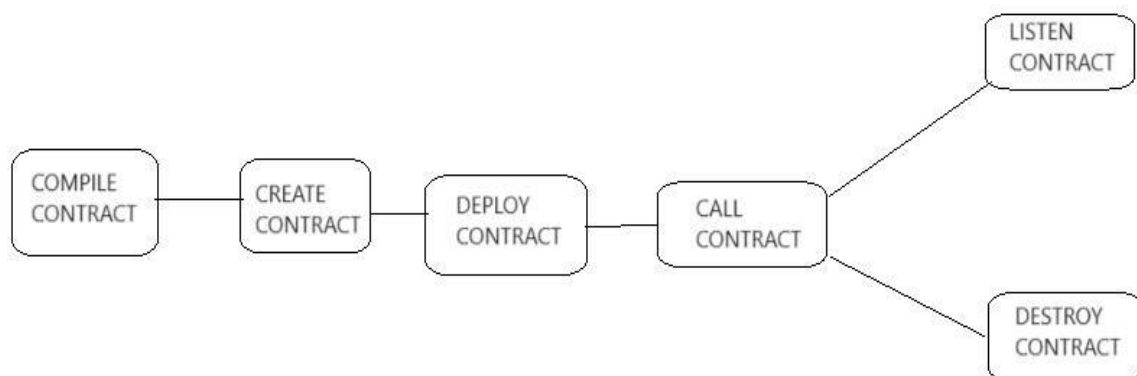 COMPILE
CONTRACT
CREATE
CONTRACT
DEPLOY
CONTRACT
CALL
CONTRACT
LISTEN
CONTRACT
DESTROY
CONTRACT